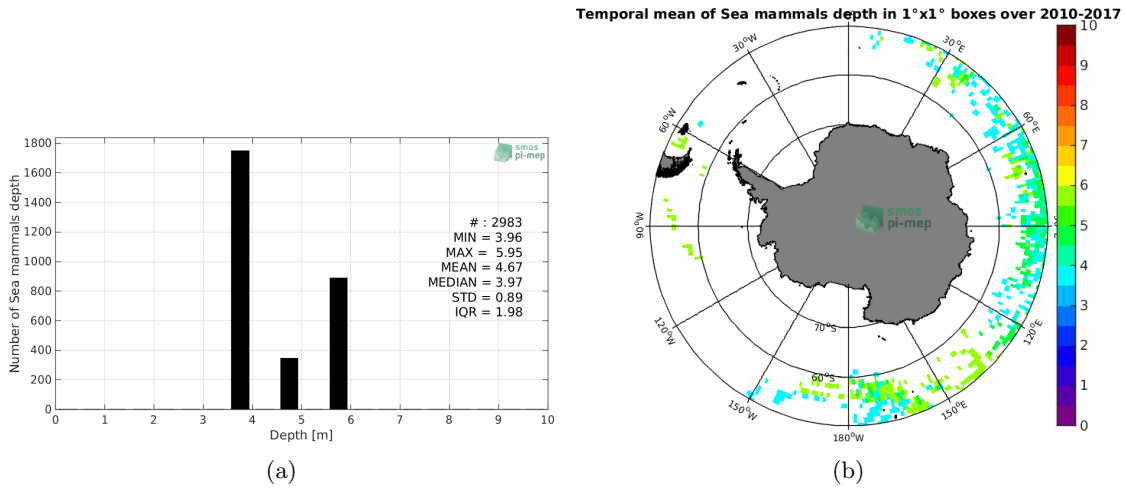 Temporal mean of Sea mammals depth in 1°x1° boxes over 2010-2017
Number of Sea mammals depth
1800
1600
1400
1200
1000
800
600
400
200
0
smos
pi-mep
# : 2983
MIN = 3.96
MAX = 5.95
MEAN = 4.67
MEDIAN = 3.97
STD = 0.89
IQR = 1.98
0 1 2 3 4 5 6 7 8 9 10
Depth [m]
(a)
30°W
30°E
60°W
60°E
90°W
120°W
120°E
150°W
150°E
180°W
70°S
60°S
smos
pi-mep
10
9
8
7
6
5
4
3
2
1
0
(b)